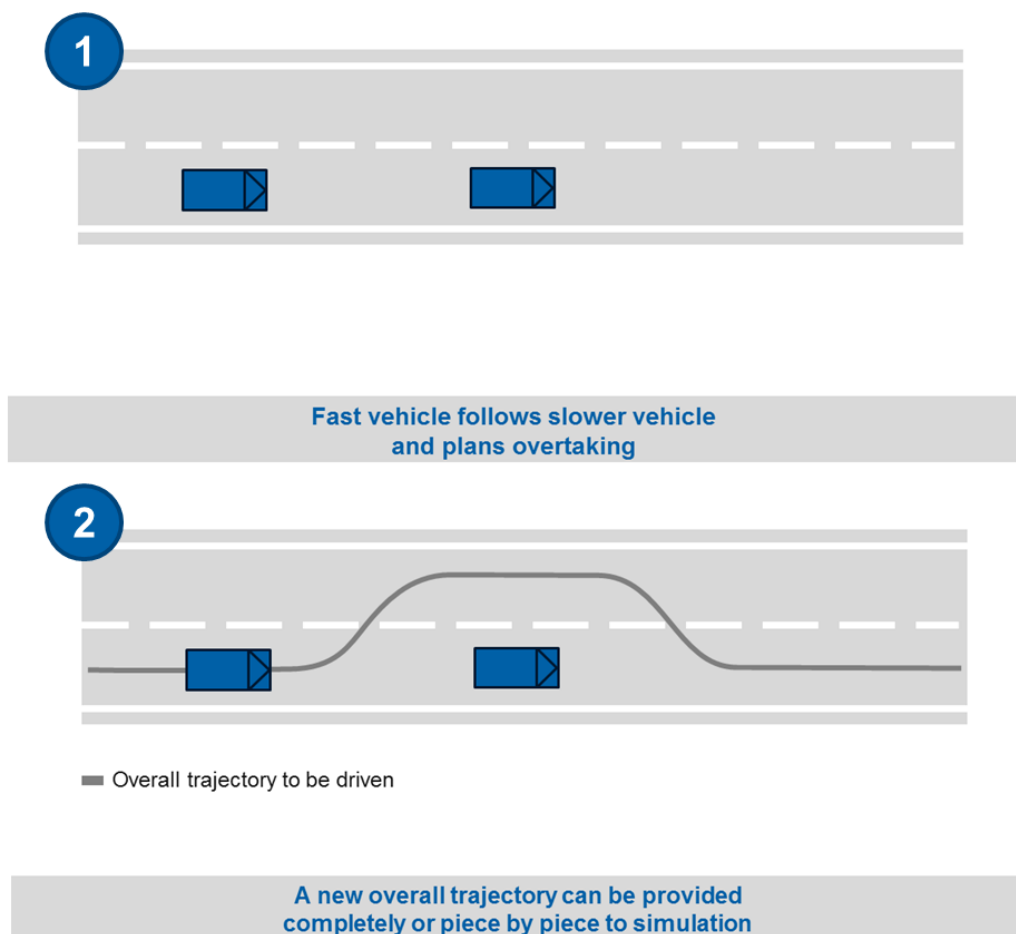 1
Fast vehicle follows slower vehicle
and plans overtaking
2
Overall trajectory to be driven
A new overall trajectory can be provided
completely or piece by piece to simulation